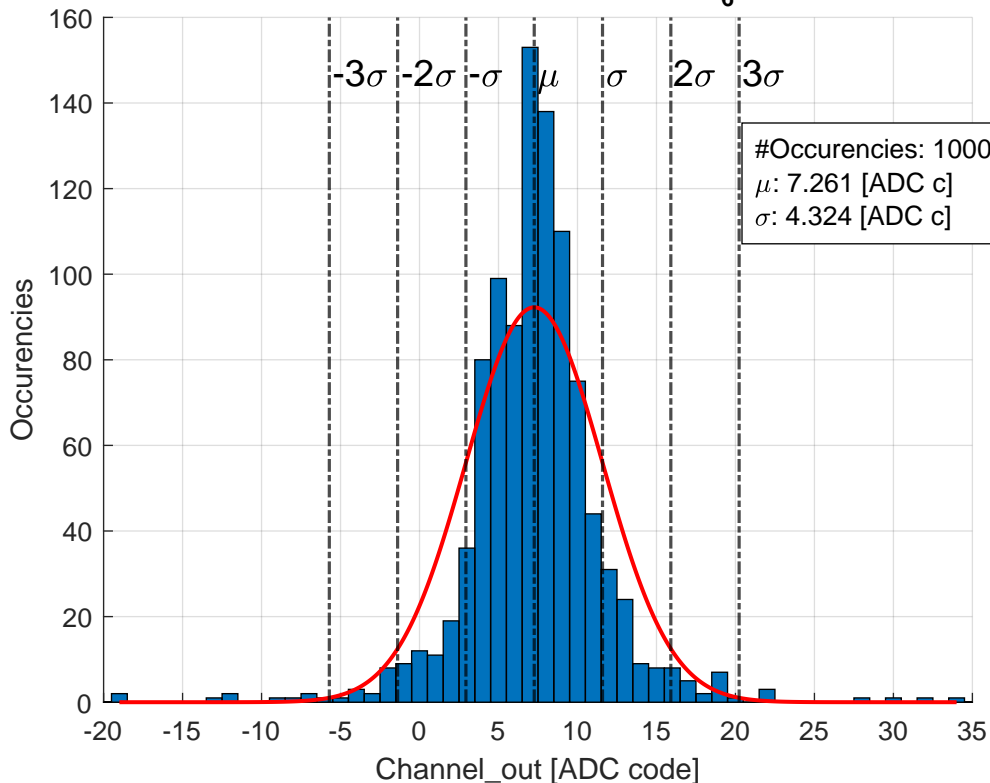 6
160
140
120
100
80
60
40
20
0
-3σ -2σ -σ μ σ 2σ 3σ
#Occurencies: 1000
μ: 7.261 [ADC c]
σ: 4.324 [ADC c]
Occurencies
-20 -15 -10 -5 0 5 10 15 20 25 30 35
Channel_out [ADC code]